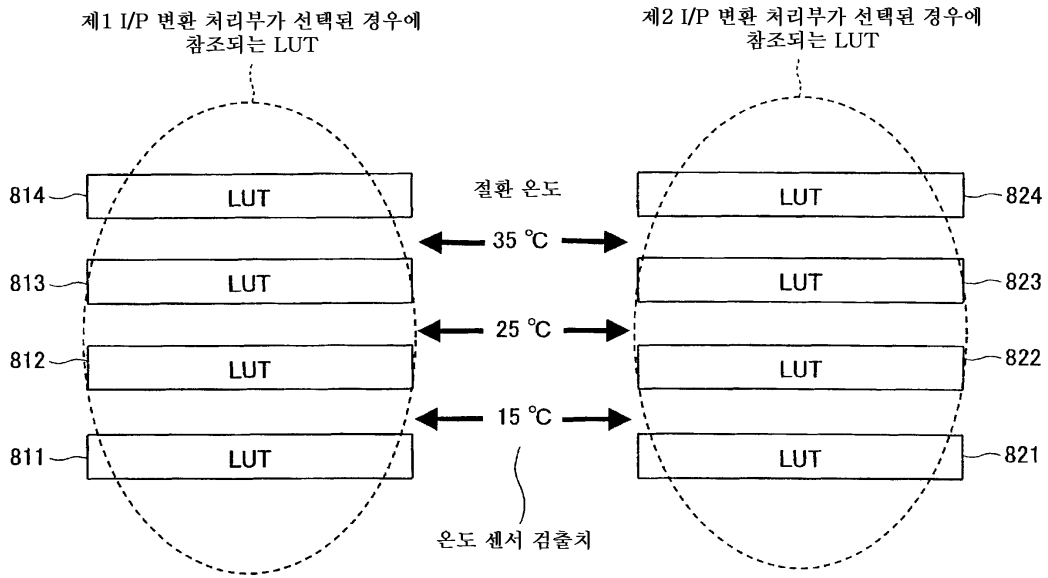 제1 I/P 변환 처리부가 선택된 경우에
참조되는 LUT
제2 I/P 변환 처리부가 선택된 경우에
참조되는 LUT
814
LUT
절환 온도
LUT
824
35 ℃
813
LUT
LUT
823
25 ℃
812
LUT
LUT
822
15 ℃
811
LUT
LUT
821
온도 센서 검출치